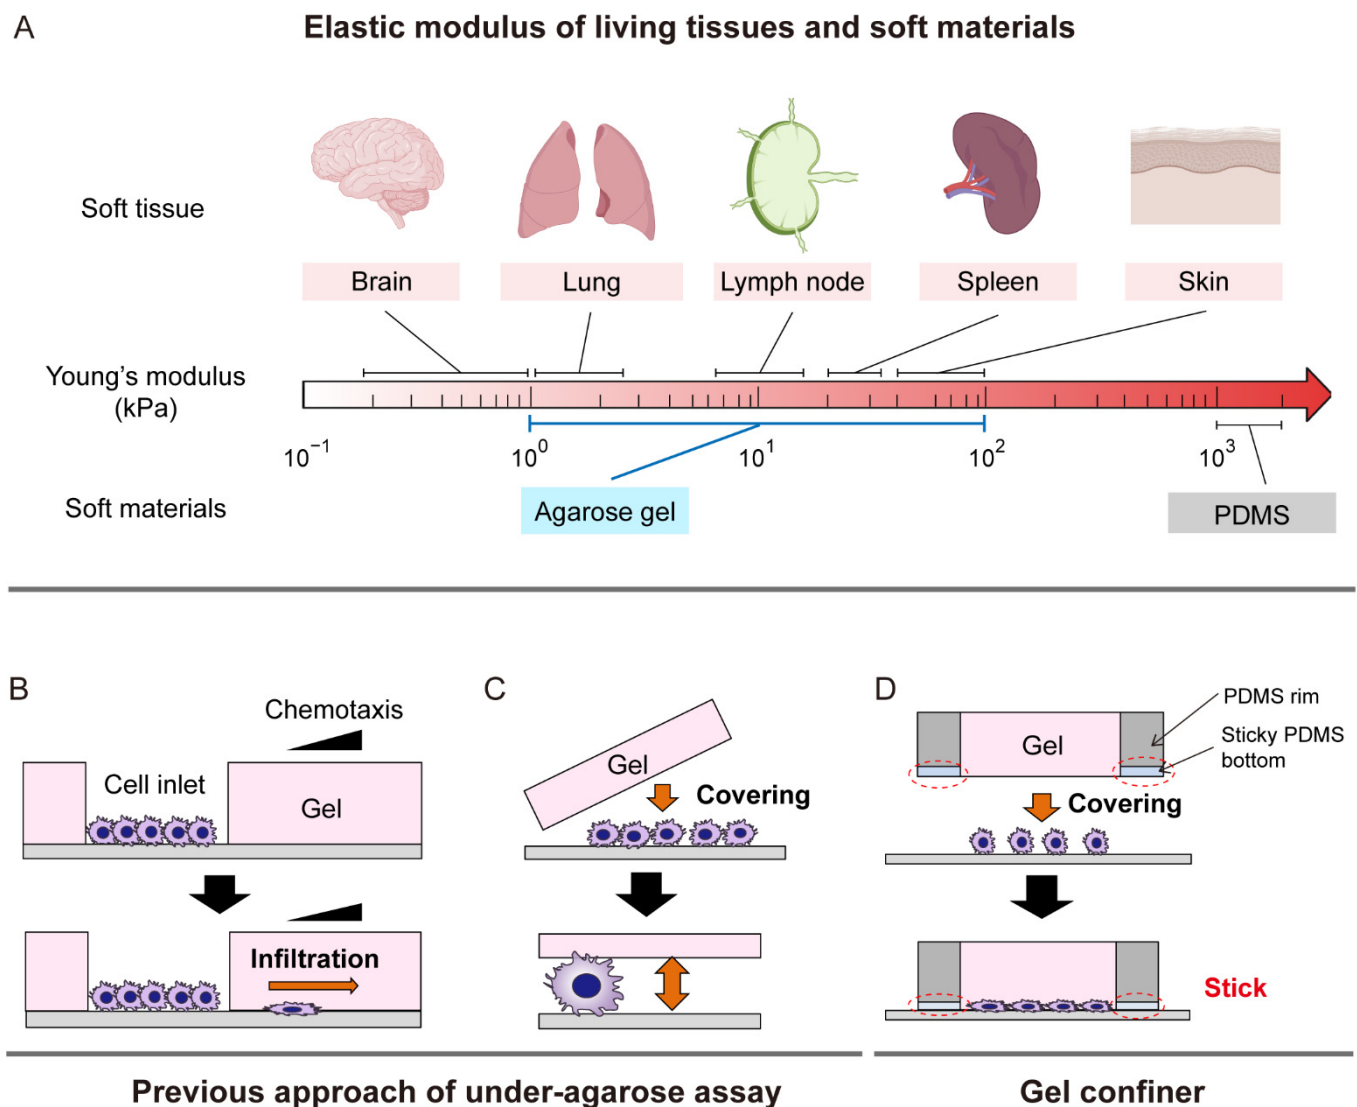 A
Elastic modulus of living tissues and soft materials
Soft tissue
Brain
Lung
Lymph node
Spleen
Skin
Young’s modulus
(kPa)
10⁻¹
10⁰
10¹
10²
10³
Soft materials
Agarose gel
PDMS
B
Chemotaxis
Cell inlet
Gel
Infiltration
C
Gel
Covering
D
PDMS rim
Sticky PDMS
bottom
Gel
Covering
Stick
Previous approach of under-agarose assay
Gel confiner